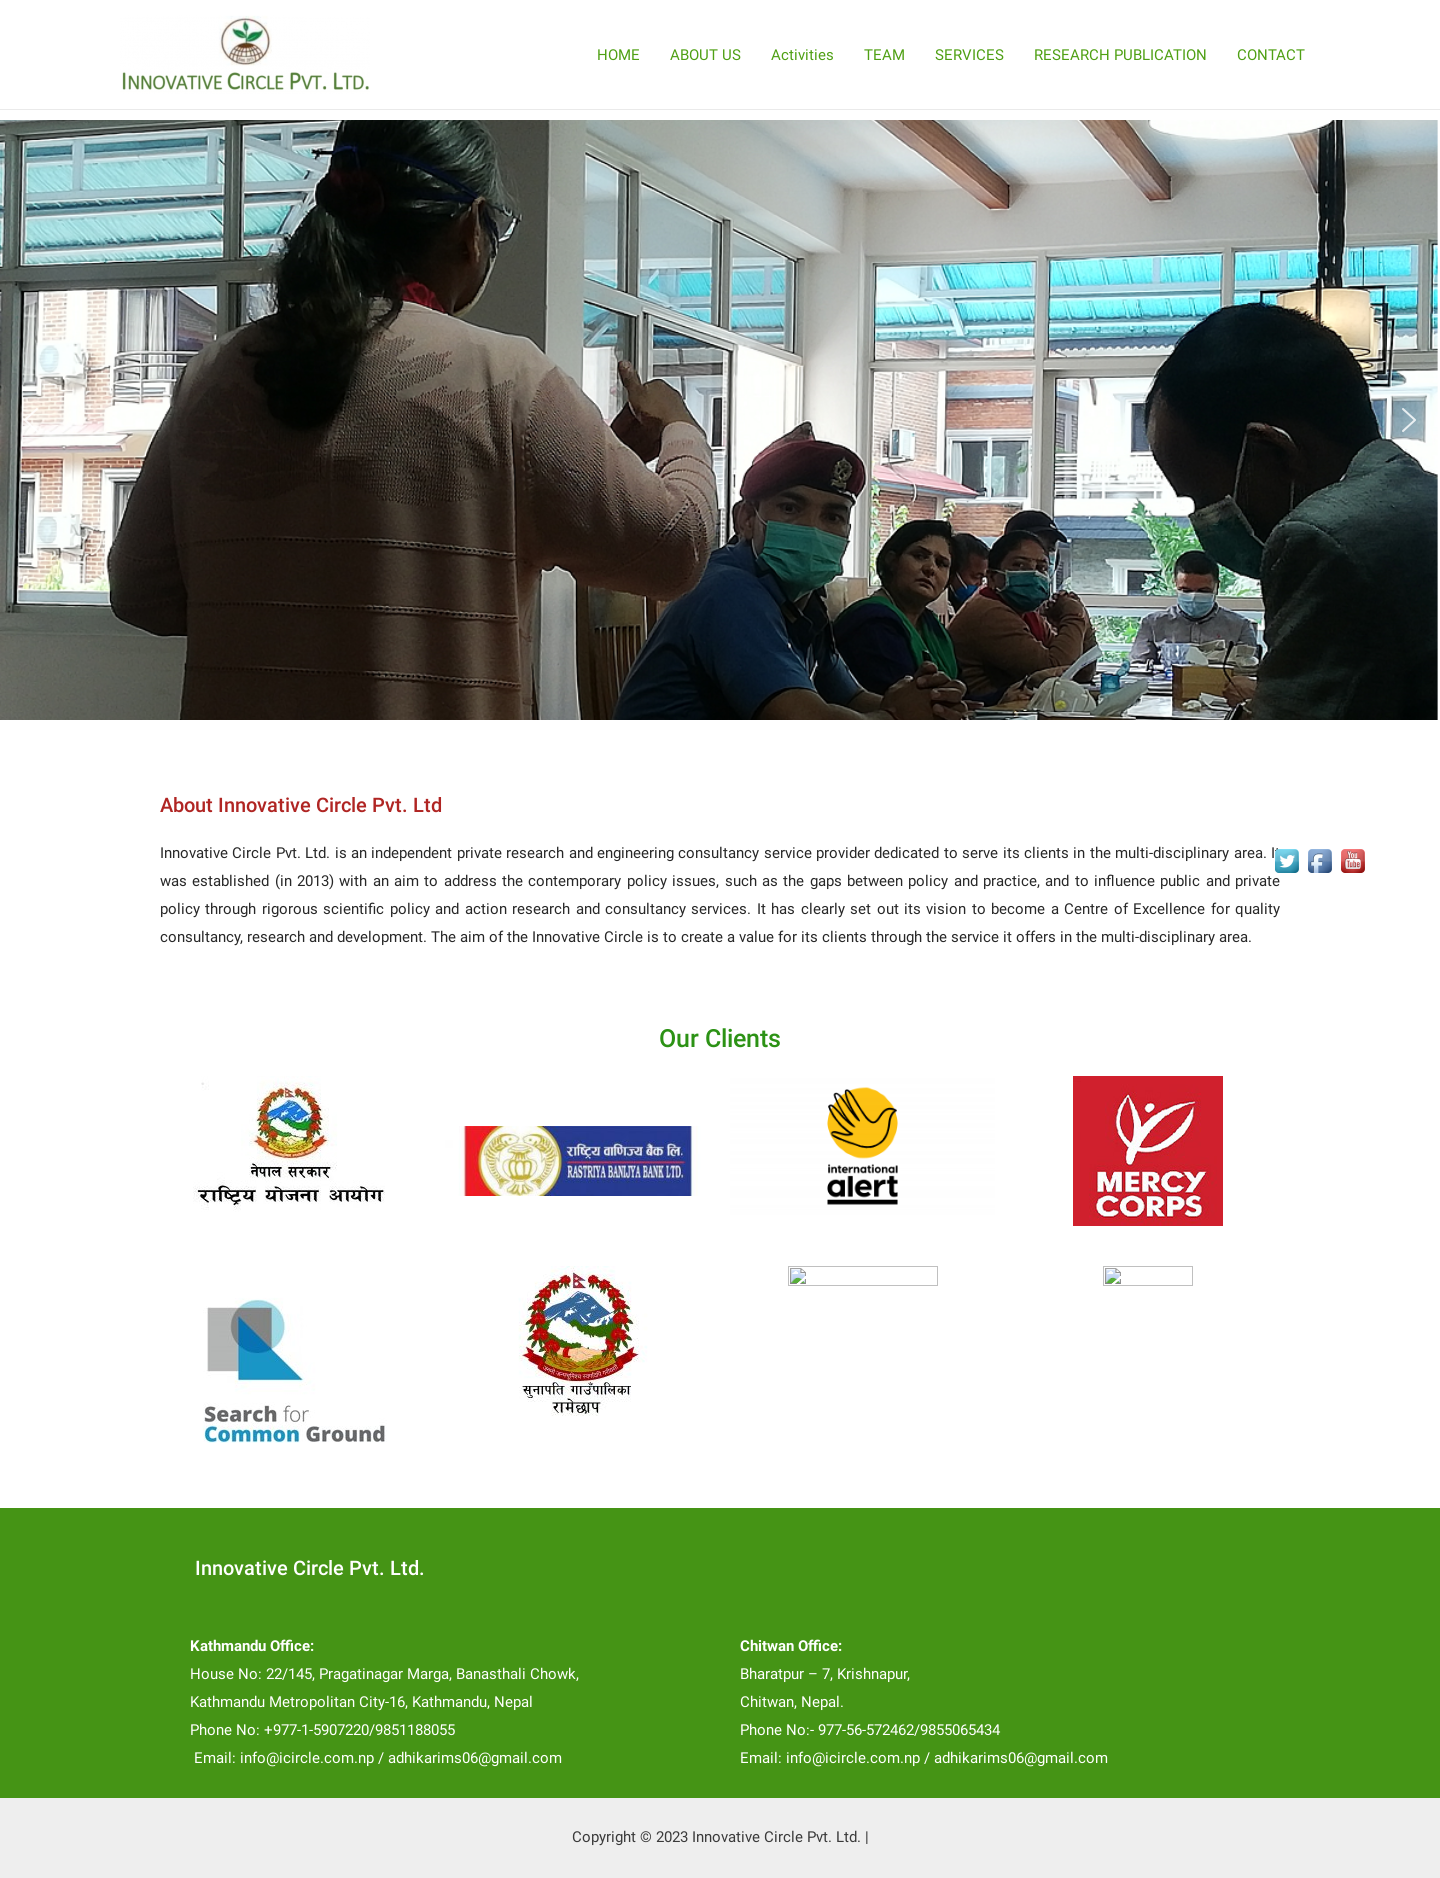 INNOVATIVE CIRCLE PVT. LTD.
HOME ABOUT US Activities TEAM SERVICES RESEARCH PUBLICATION CONTACT
About Innovative Circle Pvt. Ltd
Innovative Circle Pvt. Ltd. is an independent private research and engineering consultancy service provider dedicated to serve its clients in the multi-disciplinary area. It
was established (in 2013) with an aim to address the contemporary policy issues, such as the gaps between policy and practice, and to influence public and private
policy through rigorous scientific policy and action research and consultancy services. It has clearly set out its vision to become a Centre of Excellence for quality
consultancy, research and development. The aim of the Innovative Circle is to create a value for its clients through the service it offers in the multi-disciplinary area.
You
Tube
Our Clients
नेपाल सरकार
राष्ट्रिय योजना आयोग
राष्ट्रिय वाणिज्य बैंक लि.
RASTRIYA BANIJYA BANK LTD.
international
alert
MERCY
CORPS
Search for
Common Ground
सुनापति गाउँपालिका
रामेछाप
Innovative Circle Pvt. Ltd.
Kathmandu Office:
House No: 22/145, Pragatinagar Marga, Banasthali Chowk,
Kathmandu Metropolitan City-16, Kathmandu, Nepal
Phone No: +977-1-5907220/9851188055
Email: info@icircle.com.np / adhikarims06@gmail.com
Chitwan Office:
Bharatpur – 7, Krishnapur,
Chitwan, Nepal.
Phone No:- 977-56-572462/9855065434
Email: info@icircle.com.np / adhikarims06@gmail.com
Copyright © 2023 Innovative Circle Pvt. Ltd. |